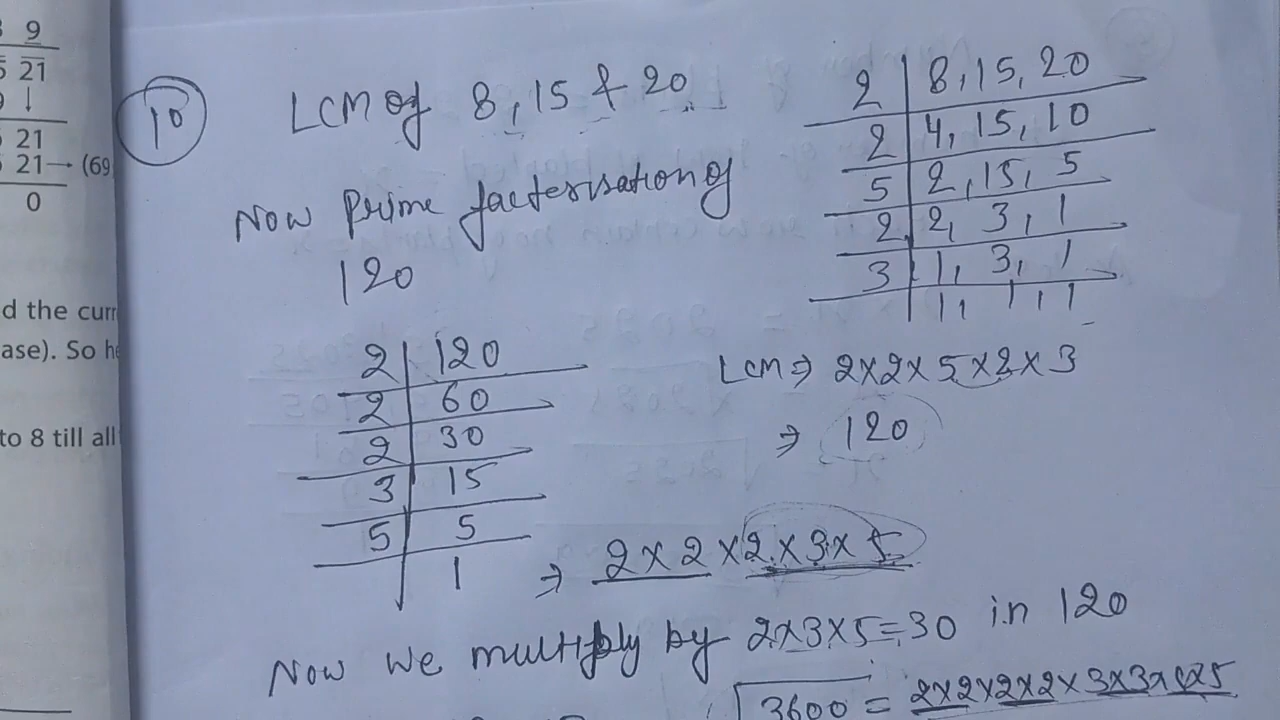 9
21
21
21 → (69
0
d the curr
ase). So he
to 8 till all
10
LCM of 8, 15 & 20
2 | 8, 15, 20
2 | 4, 15, 10
5 | 2, 15, 5
2 | 2, 3, 1
3 | 1, 3, 1
1, 1, 1
LCM ⇒ 2×2×5×2×3
⇒ 120
Now Prime factorisation of
120
2 | 120
2 | 60
2 | 30
3 | 15
5 | 5
1
⇒ 2×2×2×3×5
Now we multiply by 2×3×5=30 in 120
√3600 = 2×2×2×2×3×3×5×5